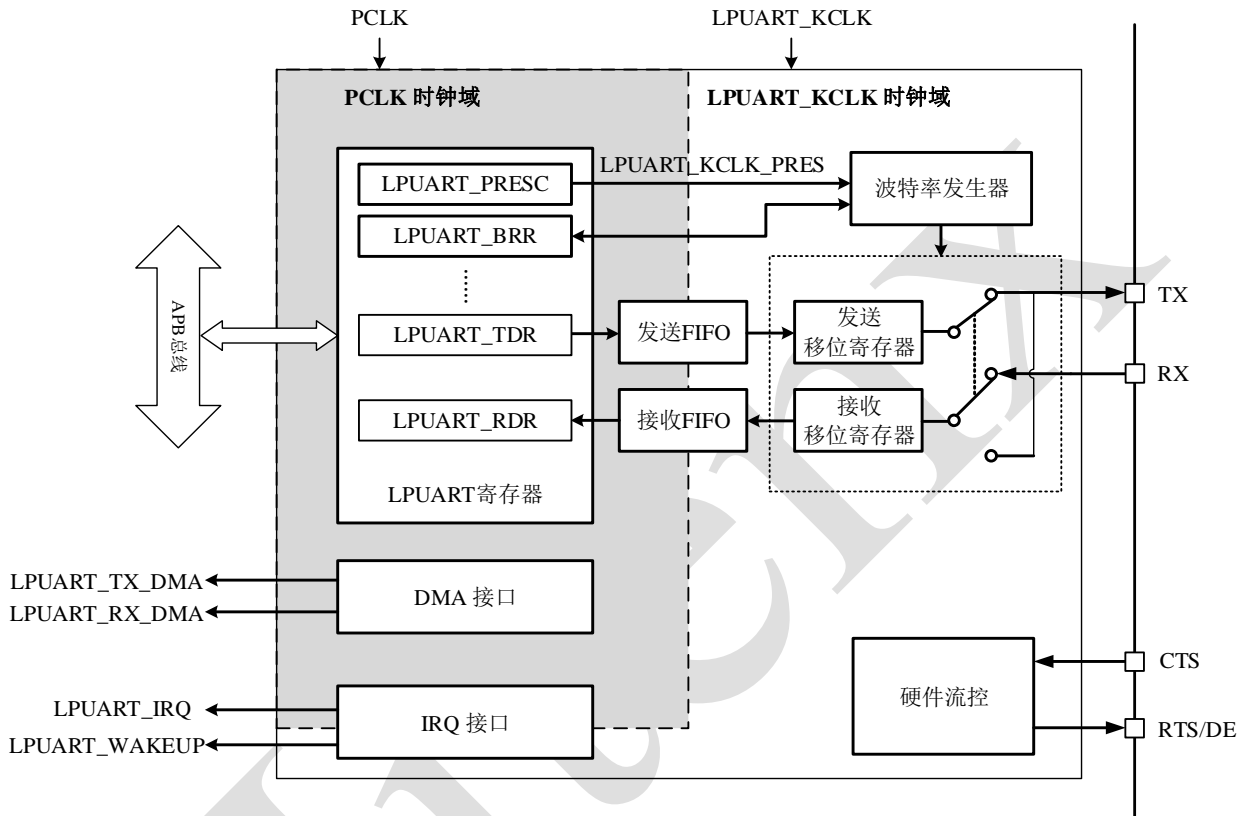 PCLK
LPUART_KCLK
PCLK 时钟域
LPUART_KCLK 时钟域
LPUART_PRESC
LPUART_KCLK_PRES
波特率发生器
LPUART_BRR
APB总线
LPUART_TDR
发送FIFO
发送
移位寄存器
TX
RX
LPUART_RDR
接收FIFO
接收
移位寄存器
LPUART寄存器
LPUART_TX_DMA
LPUART_RX_DMA
DMA 接口
CTS
硬件流控
RTS/DE
LPUART_IRQ
LPUART_WAKEUP
IRQ 接口